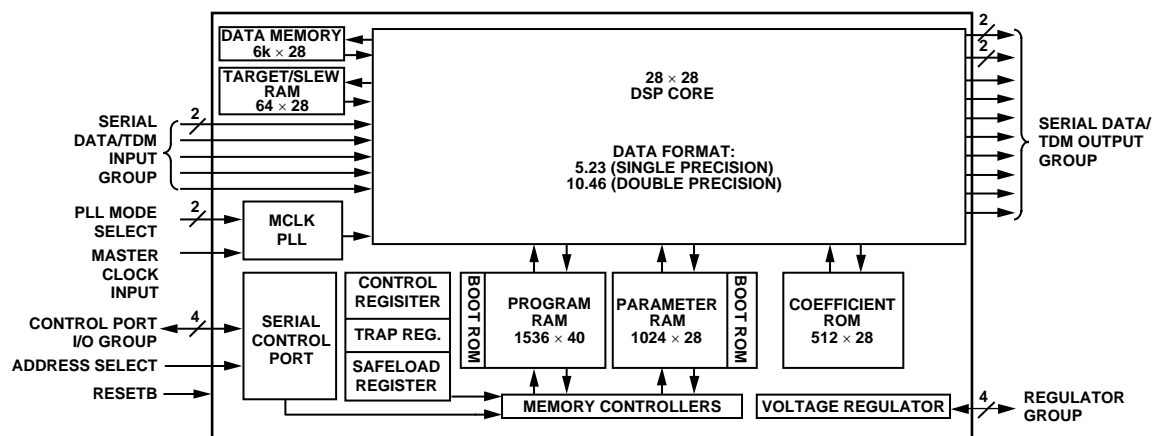 DATA MEMORY
6k × 28
TARGET/SLEW
RAM
64 × 28
28 × 28
DSP CORE
DATA FORMAT:
5.23 (SINGLE PRECISION)
10.46 (DOUBLE PRECISION)
2
2
SERIAL DATA/
TDM OUTPUT
GROUP
SERIAL
DATA/TDM
INPUT
GROUP
2
PLL MODE
SELECT
2
MCLK
PLL
MASTER
CLOCK
INPUT
CONTROL PORT
I/O GROUP
4
ADDRESS SELECT
RESETB
SERIAL
CONTROL
PORT
CONTROL
REGISITER
TRAP REG.
SAFELOAD
REGISTER
BOOT ROM
PROGRAM
RAM
1536 × 40
PARAMETER
RAM
1024 × 28
BOOT ROM
COEFFICIENT
ROM
512 × 28
MEMORY CONTROLLERS
VOLTAGE REGULATOR
4
REGULATOR
GROUP